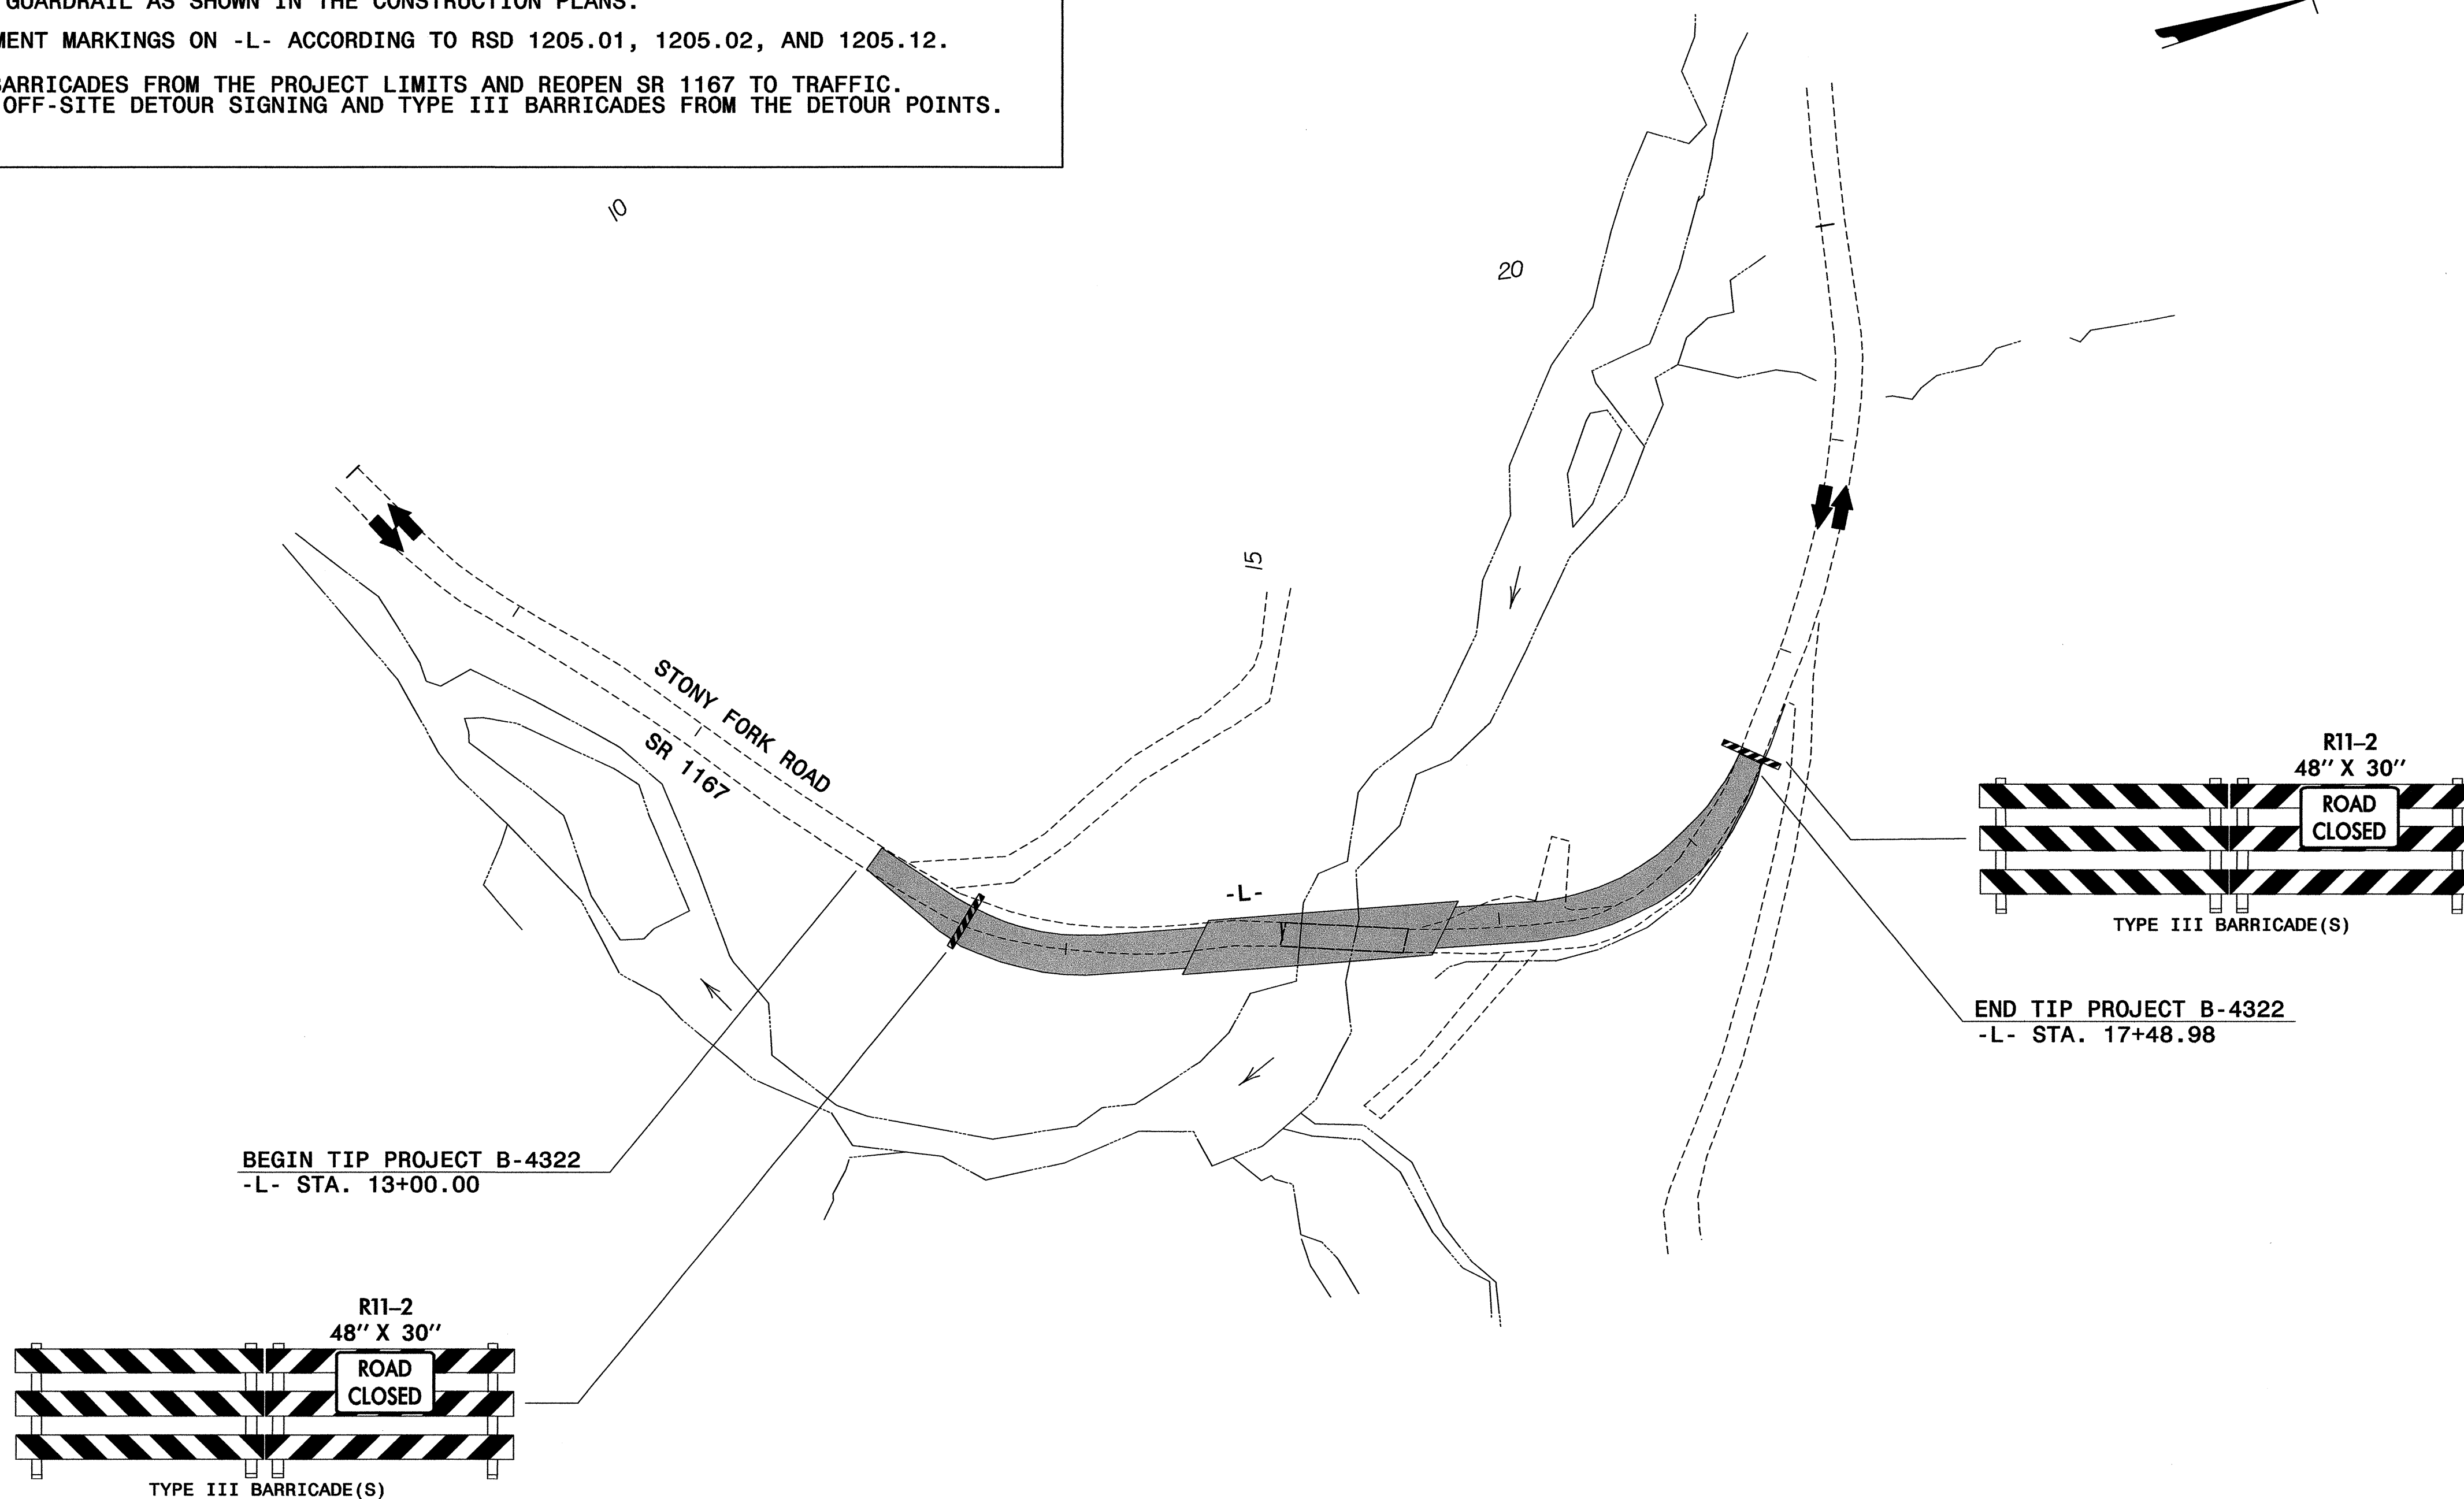 GUARDRAIL AS SHOWN IN THE CONSTRUCTION PLANS.
MENT MARKINGS ON -L- ACCORDING TO RSD 1205.01, 1205.02, AND 1205.12.
BARRICADES FROM THE PROJECT LIMITS AND REOPEN SR 1167 TO TRAFFIC.
OFF-SITE DETOUR SIGNING AND TYPE III BARRICADES FROM THE DETOUR POINTS.
10
20
15
STONY FORK ROAD
SR 1167
-L-
R11-2
48" X 30"
ROAD
CLOSED
TYPE III BARRICADE(S)
END TIP PROJECT B-4322
-L- STA. 17+48.98
BEGIN TIP PROJECT B-4322
-L- STA. 13+00.00
R11-2
48" X 30"
ROAD
CLOSED
TYPE III BARRICADE(S)